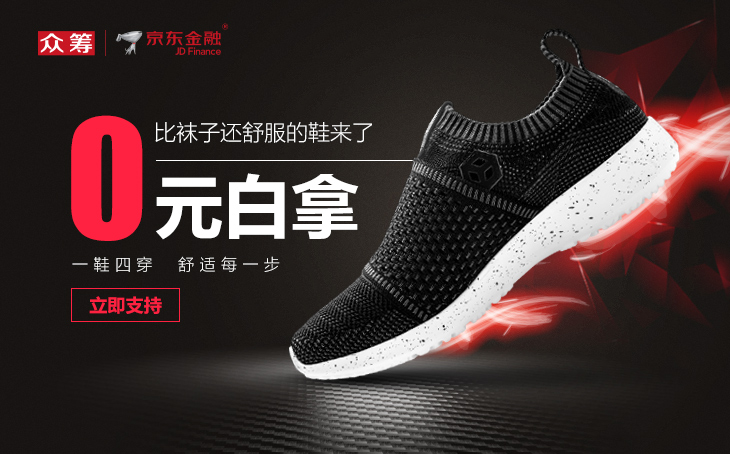 众筹 京东金融®
JD Finance
比袜子还舒服的鞋来了
0元白拿
一鞋四穿 舒适每一步
立即支持